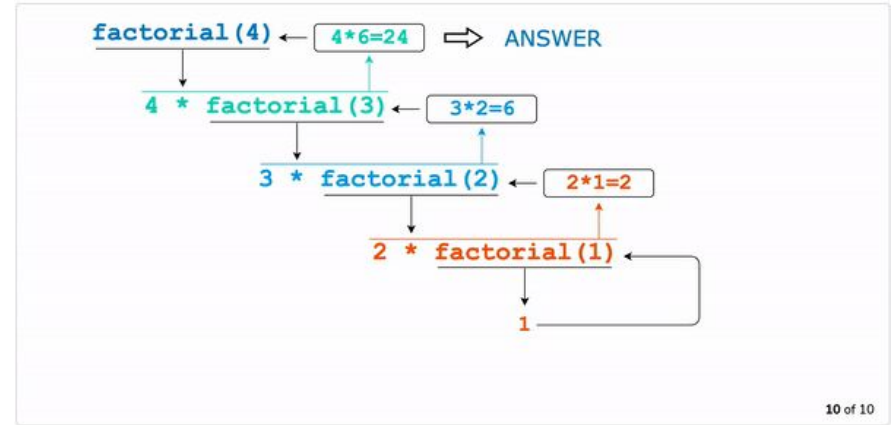 factorial(4) 4*6=24 ANSWER
4 * factorial(3) 3*2=6
3 * factorial(2) 2*1=2
2 * factorial(1)
1
10 of 10